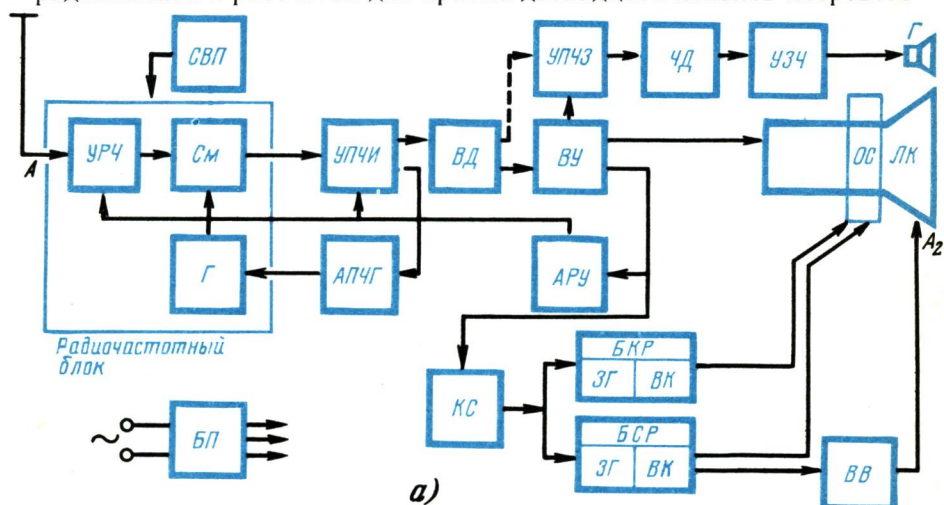 СВП
УПЧЗ
ЧД
УЗЧ
Г
А
УРЧ
См
УПЧИ
ВД
ВУ
ОС
ЛК
А2
Г
АПЧГ
АРУ
Радиочастотный
блок
БКР
ЗГ ВК
КС
БСР
ЗГ ВК
~
БП
ВВ
а)